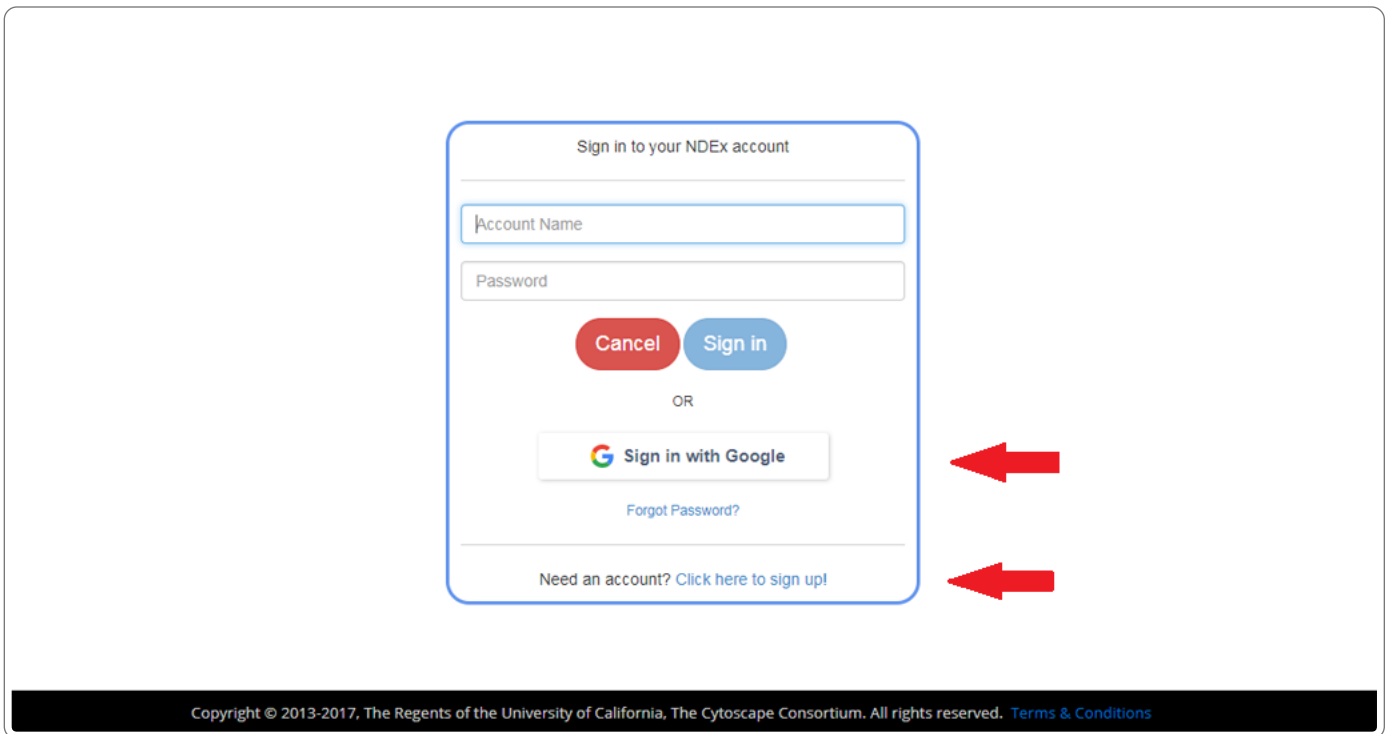 Sign in to your NDEx account
Account Name
Password
Cancel Sign in
OR
Sign in with Google
Forgot Password?
Need an account? Click here to sign up!
Copyright © 2013-2017, The Regents of the University of California, The Cytoscape Consortium. All rights reserved. Terms & Conditions